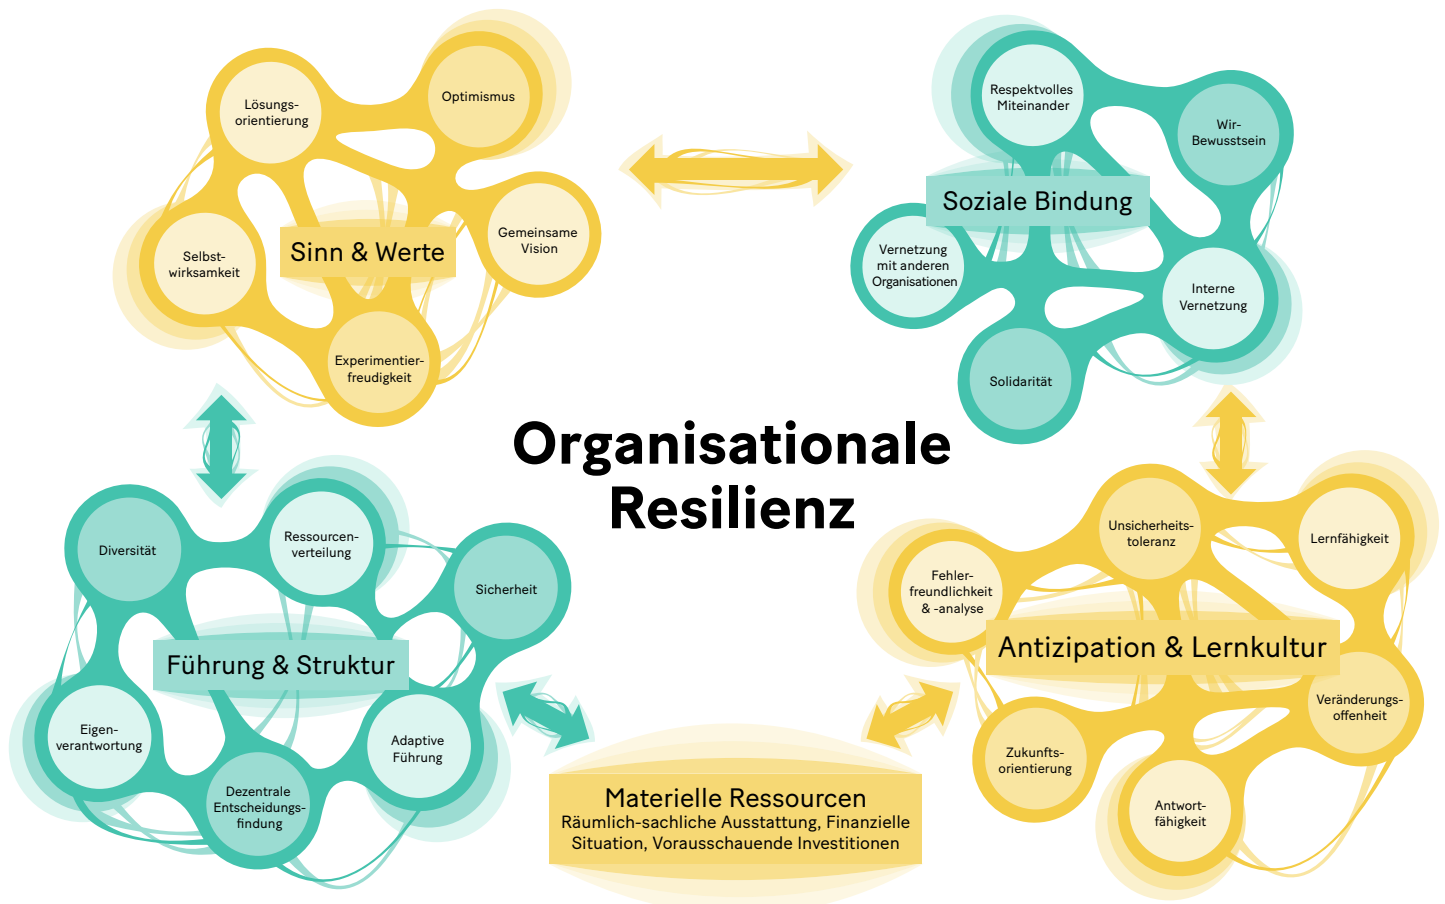 Lösungs-
orientierung
Optimismus
Selbst-
wirksamkeit
Sinn & Werte
Gemeinsame
Vision
Experimentier-
freudigkeit
Respektvolles
Miteinander
Wir-
Bewusstsein
Soziale Bindung
Vernetzung
mit anderen
Organisationen
Interne
Vernetzung
Solidarität
Organisationale
Resilienz
Diversität
Ressourcen-
verteilung
Sicherheit
Führung & Struktur
Eigen-
verantwortung
Adaptive
Führung
Dezentrale
Entscheidungs-
findung
Unsicherheits-
toleranz
Lernfähigkeit
Fehler-
freundlichkeit
& -analyse
Antizipation & Lernkultur
Veränderungs-
offenheit
Zukunfts-
orientierung
Antwort-
fähigkeit
Materielle Ressourcen
Räumlich-sachliche Ausstattung, Finanzielle
Situation, Vorausschauende Investitionen